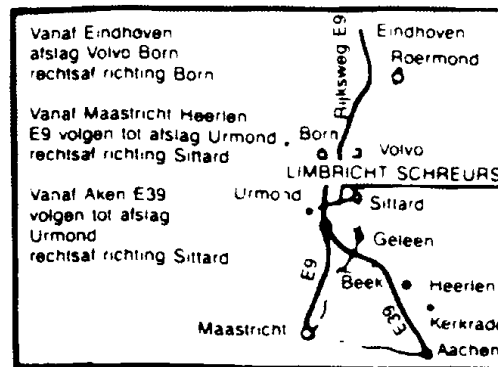 Vanaf Eindhoven
afslag Volvo Born
rechtsaf richting Born
Vanaf Maastricht Heerlen
E9 volgen tot afslag Urmond
rechtsaf richting Sittard
Vanaf Aken E39
volgen tot afslag
Urmond
rechtsaf richting Sittard
Rijksweg E9
Eindhoven
Roermond
Born
Volvo
LIMBRICHT SCHREURS
Urmond
Sittard
Geleen
E9
Beek
Heerlen
E39
Kerkrade
Maastricht
Aachen